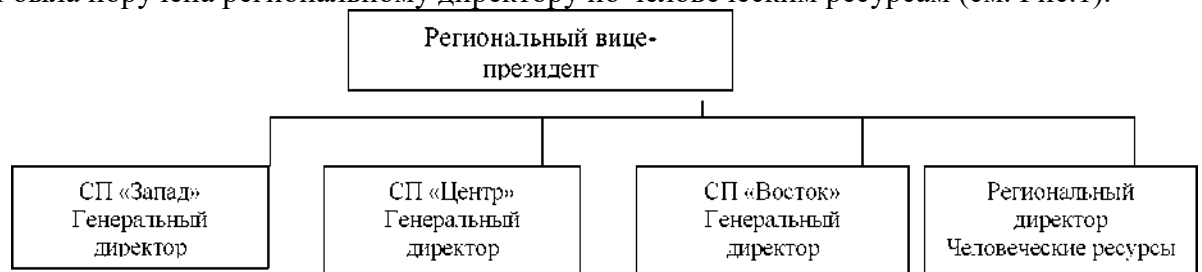 была поручена региональному директору по человеческим ресурсам (см. Рис.1).
Региональный вице-
президент
СП «Запад»
Генеральный
директор
СП «Центр»
Генеральный
директор
СП «Восток»
Генеральный
директор
Региональный
директор
Человеческие ресурсы